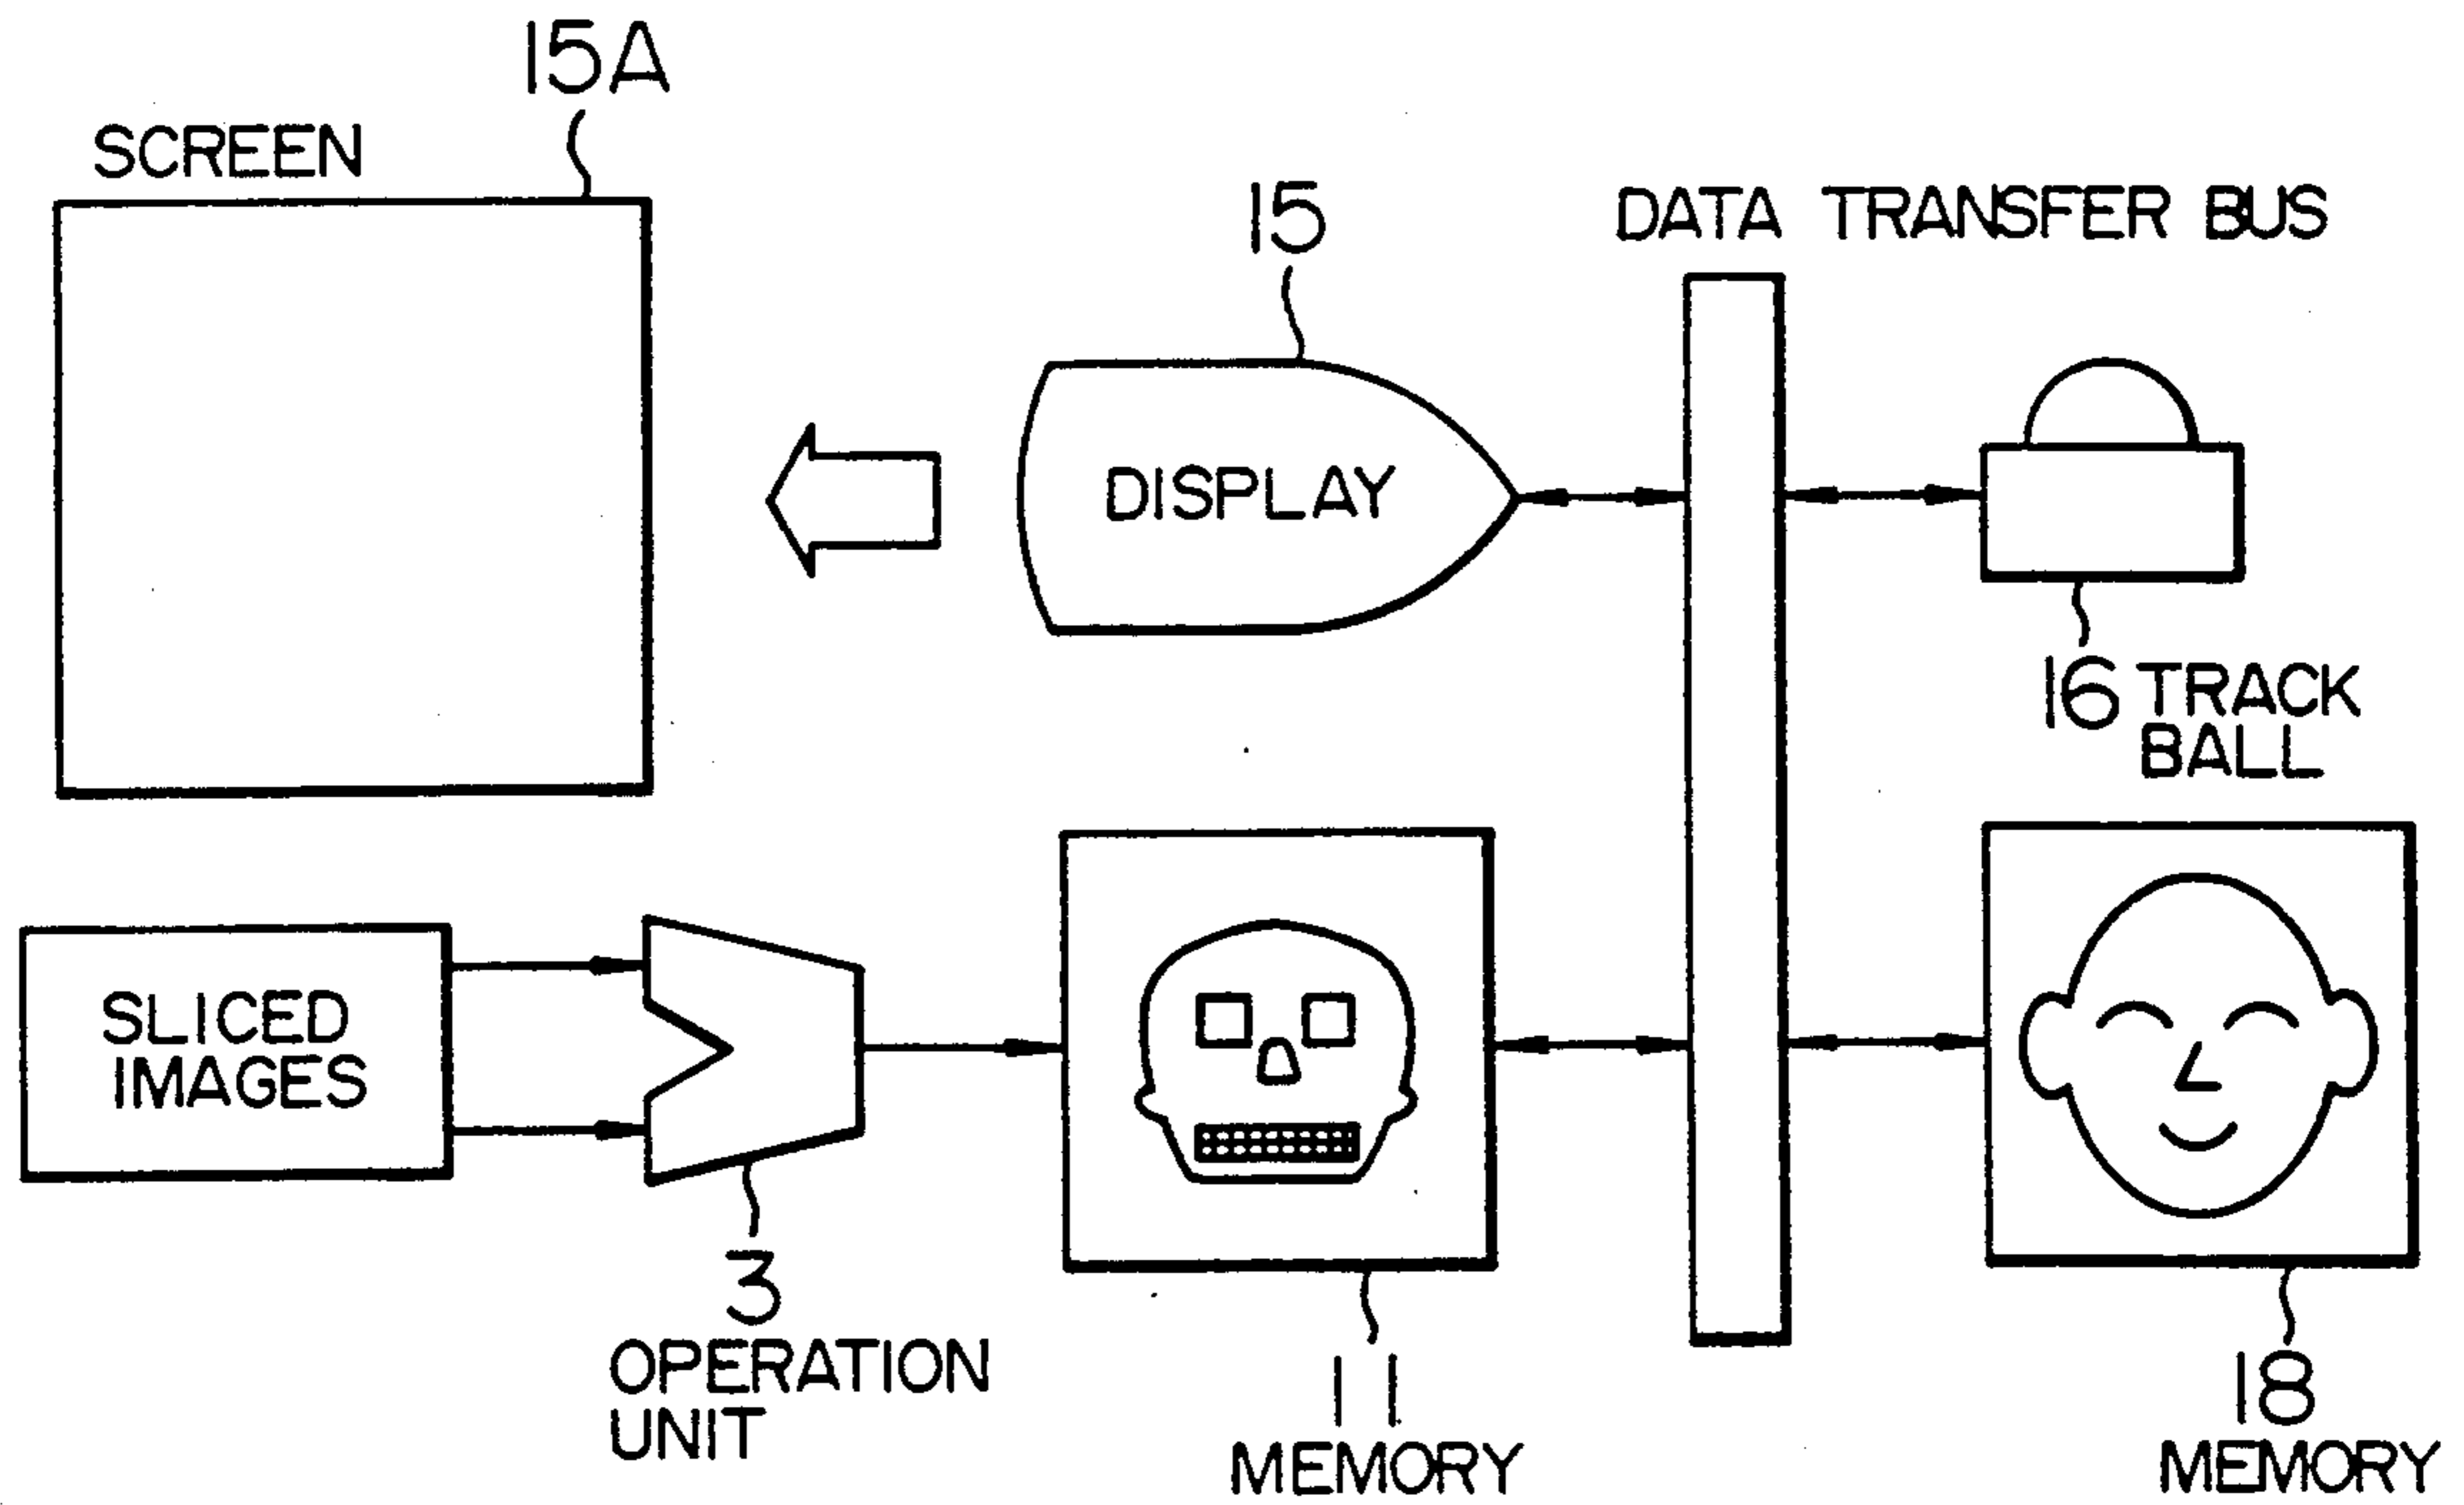 15A
SCREEN
15
DATA TRANSFER BUS
DISPLAY
16 TRACK
BALL
SLICED
IMAGES
3
OPERATION
UNIT
11
MEMORY
18
MEMORY